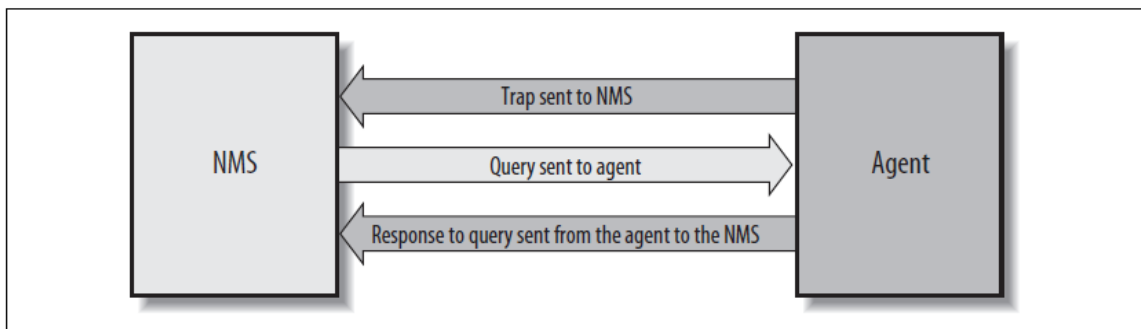 NMS
Trap sent to NMS
Query sent to agent
Response to query sent from the agent to the NMS
Agent